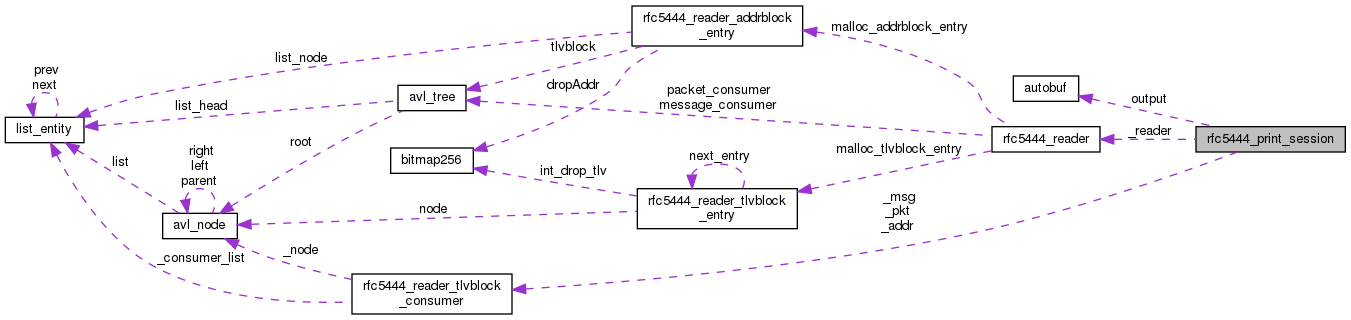 rfc5444_reader_addrblock
_entry
malloc_addrblock_entry
tlvblock
list_node
prev
next
dropAddr
packet_consumer
message_consumer
autobuf
output
avl_tree
list_head
list_entity
_reader
rfc5444_reader
rfc5444_print_session
root
right
left
parent
list
bitmap256
next_entry
malloc_tlvblock_entry
int_drop_tlv
rfc5444_reader_tlvblock
_entry
node
_msg
_pkt
_addr
avl_node
_node
_consumer_list
rfc5444_reader_tlvblock
_consumer